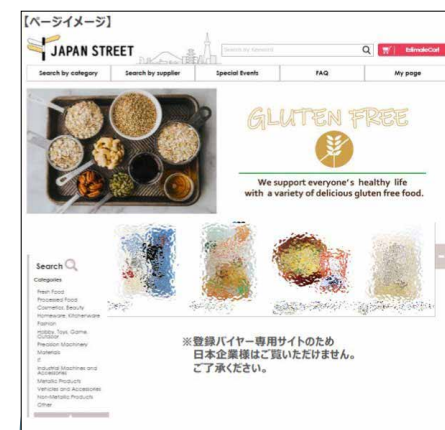 【ページイメージ】
JAPAN STREET
Search by keyword
EstimateCart
Search by category
Search by supplier
Special Events
FAQ
My page
GLUTEN FREE
We support everyone's healthy life
with a variety of delicious gluten free food.
Search
Categories
Fresh Food
Processed Food
Cosmetics, Beauty
Homeware, Kitchenware
Fashion
Hobby, Toys, Game,
Outdoor
Precision Machinery
Materials
IT
Industrial Machines and
Accessories
Metallic Products
Vehicles and Accessories
Non-Metallic Products
Other
※登録バイヤー専用サイトのため
日本企業様はご覧いただけません。
ご了承ください。